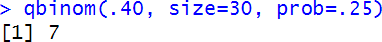 > qbinom(.40, size=30, prob=.25)
[1] 7